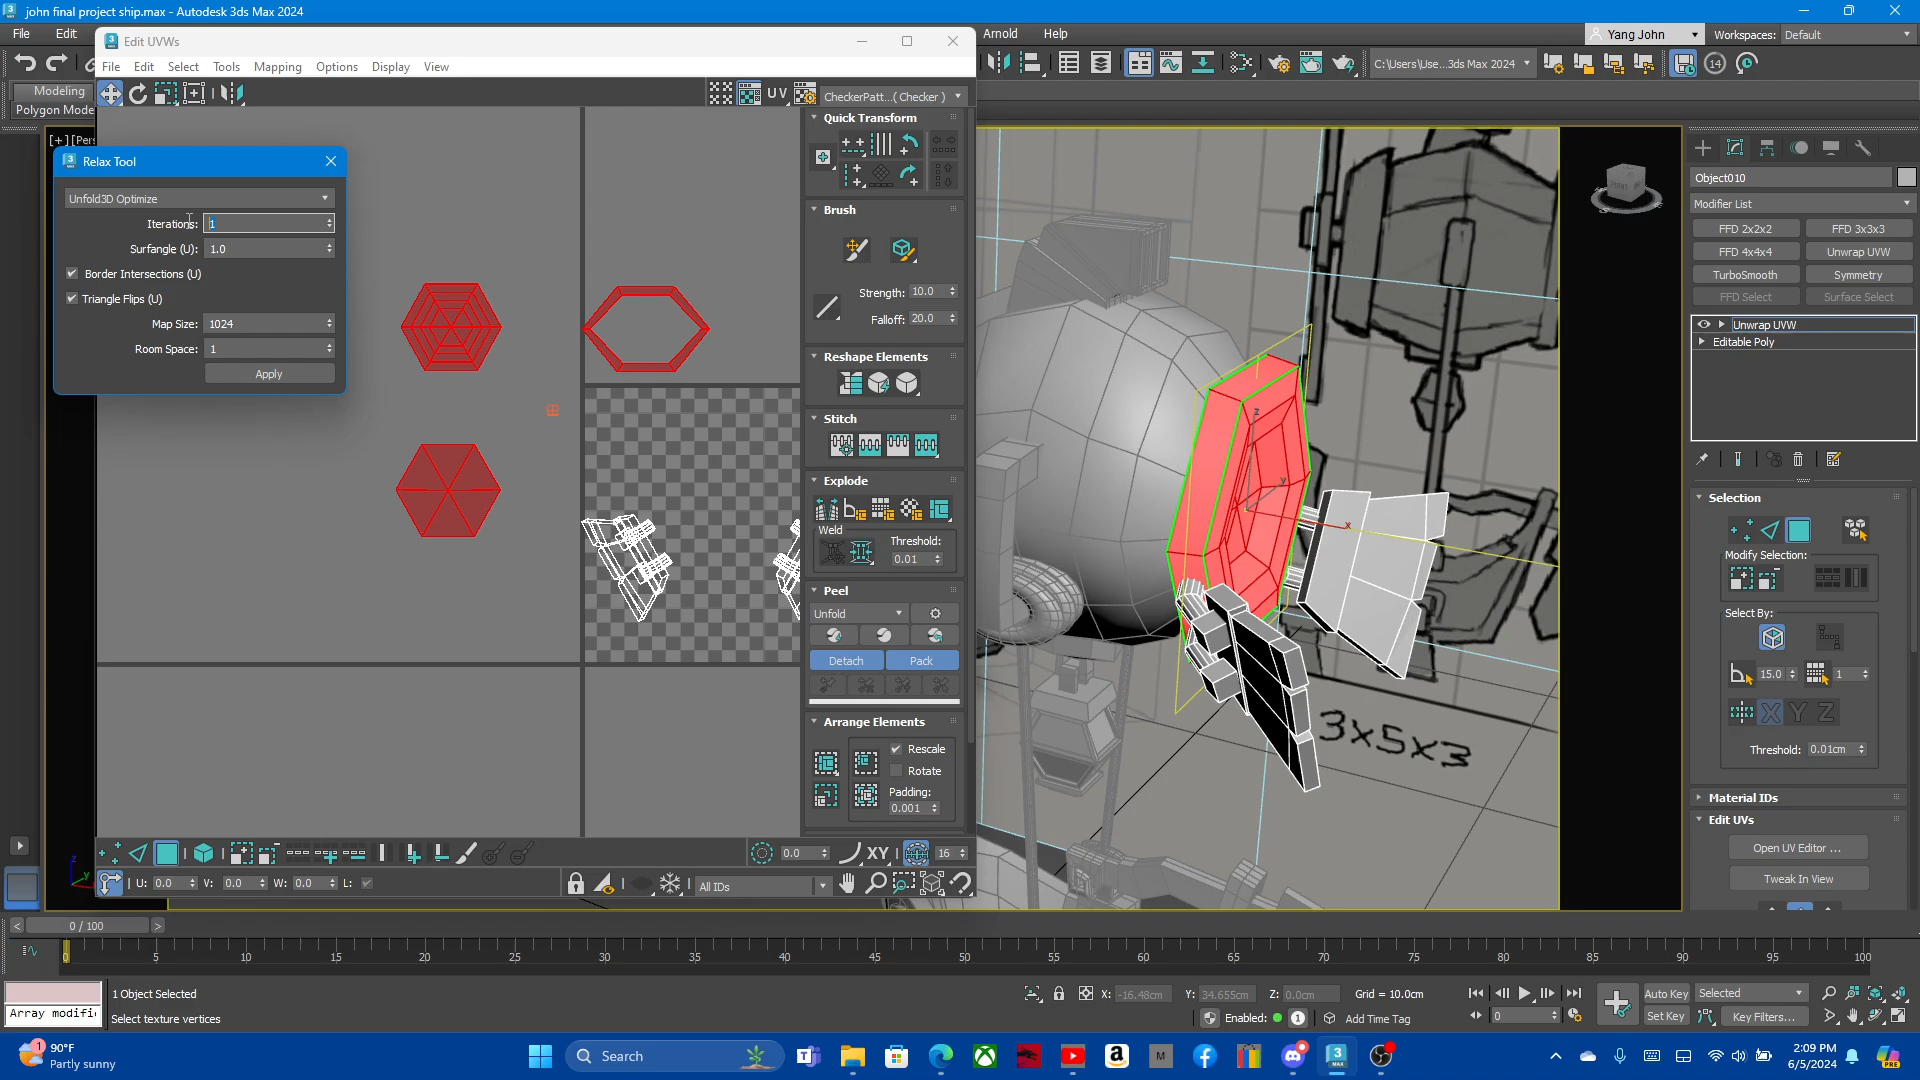 john final project ship.max - Autodesk 3ds Max 2024
File Edit
Arnold Help
Yang John
Workspaces: Default
Edit UVWs
File Edit Select Tools Mapping Options Display View
C:\Users\Use...3ds Max 2024
14
Modeling
Polygon Mode
UV CheckerPatt...( Checker )
[+][Pers
Relax Tool
Unfold3D Optimize
Iterations: 1
Surfangle (U): 1.0
Border Intersections (U)
Triangle Flips (U)
Map Size: 1024
Room Space: 1
Apply
Quick Transform
Brush
Strength: 10.0
Falloff: 20.0
Reshape Elements
Stitch
Explode
Weld
Threshold:
0.01
Peel
Unfold
Detach Pack
Arrange Elements
Rescale
Rotate
Padding:
0.001
0.0 XY 16
U: 0.0 V: 0.0 W: 0.0 L:
All IDs
z
y
x
3x5x3
Object010
Modifier List
FFD 2x2x2 FFD 3x3x3
FFD 4x4x4 Unwrap UVW
TurboSmooth Symmetry
FFD Select Surface Select
Unwrap UVW
Editable Poly
Selection
Modify Selection:
Select By:
15.0 1
X Y Z
Threshold: 0.01cm
Material IDs
Edit UVs
Open UV Editor ...
Tweak In View
< 0 / 100 >
0 5 10 15 20 25 30 35 40 45 50 55 60 65 70 75 80 85 90 95 100
1 Object Selected
Array modifi
Select texture vertices
X: -16.48cm Y: 34.655cm Z: 0.0cm Grid = 10.0cm
Enabled: 1 Add Time Tag
0
Auto Key Selected
Set Key Key Filters...
1
90°F
Partly sunny
Search
M
MAX
2:09 PM
6/5/2024
PRE